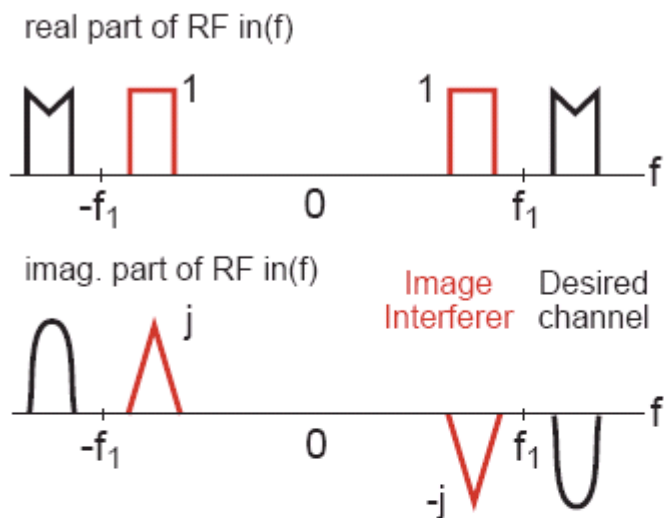 real part of RF in(f)
1 1
-f₁ 0 f₁ f
imag. part of RF in(f)
Image Interferer
Desired channel
j
-f₁ 0 f₁ f
-j